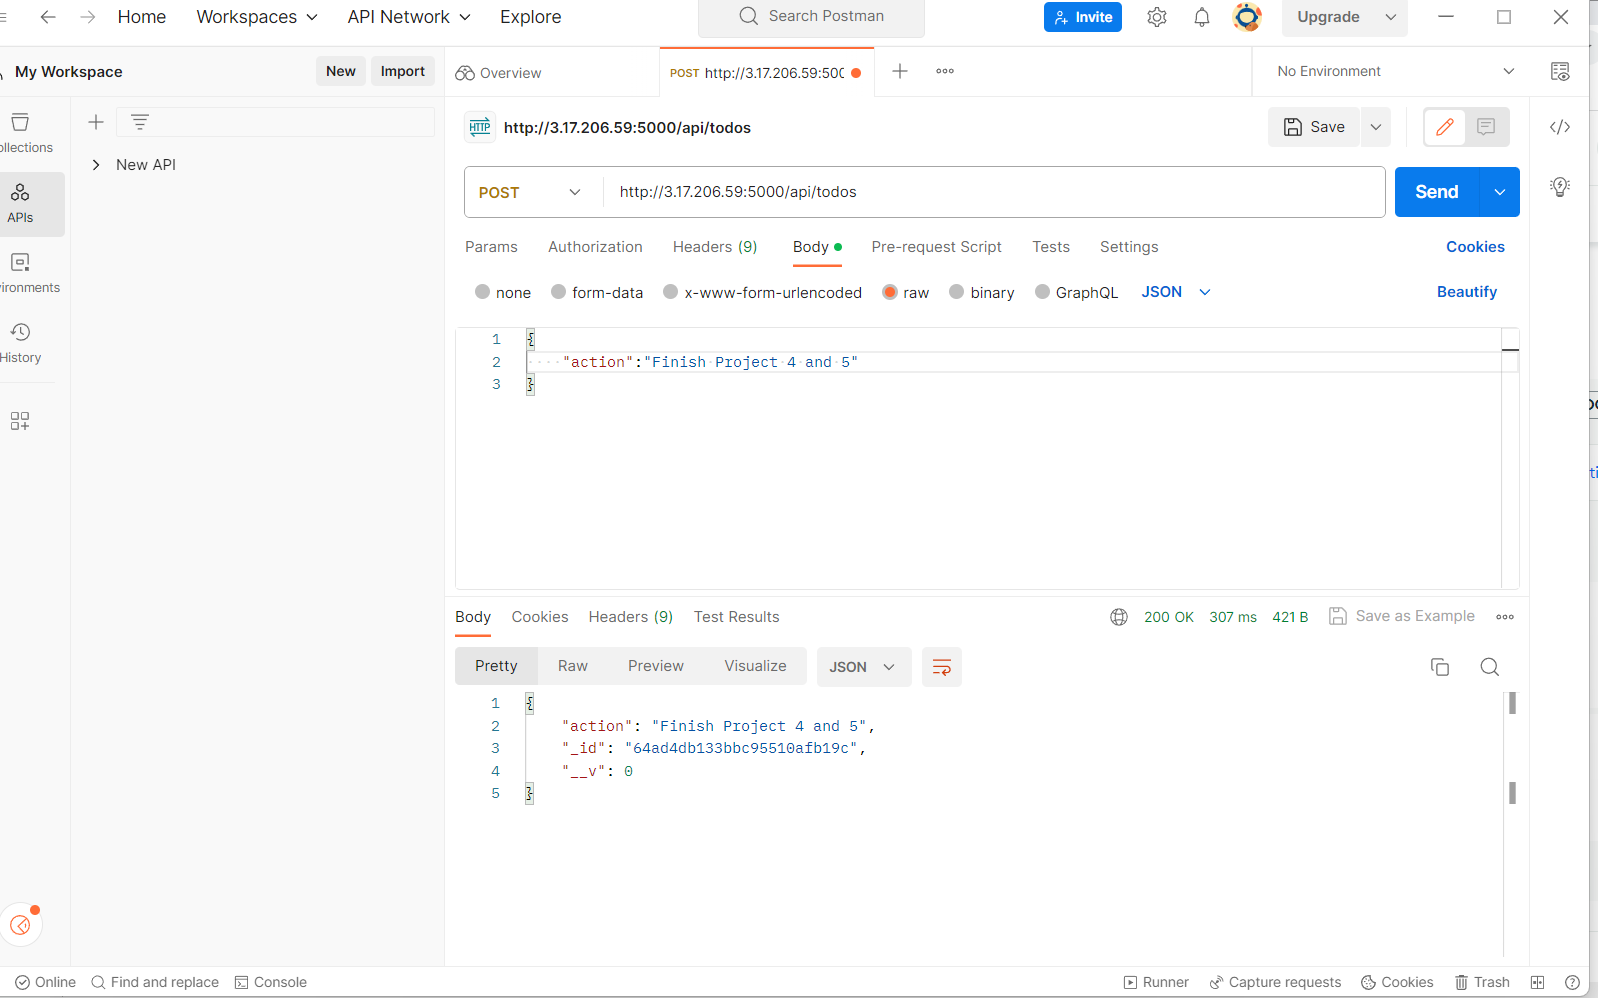 Home Workspaces API Network Explore Search Postman Invite Upgrade
My Workspace New Import Overview POST http://3.17.206.59:500 No Environment
ollections
APIs
vironments
History
New API
HTTP http://3.17.206.59:5000/api/todos Save
POST http://3.17.206.59:5000/api/todos Send
Params Authorization Headers (9) Body Pre-request Script Tests Settings Cookies
none form-data x-www-form-urlencoded raw binary GraphQL JSON Beautify
1 {
2 "action":"Finish Project 4 and 5"
3 }
Body Cookies Headers (9) Test Results 200 OK 307 ms 421 B Save as Example
Pretty Raw Preview Visualize JSON
1 {
2 "action": "Finish Project 4 and 5",
3 "_id": "64ad4db133bbc95510afb19c",
4 "__v": 0
5 }
Online Find and replace Console Runner Capture requests Cookies Trash